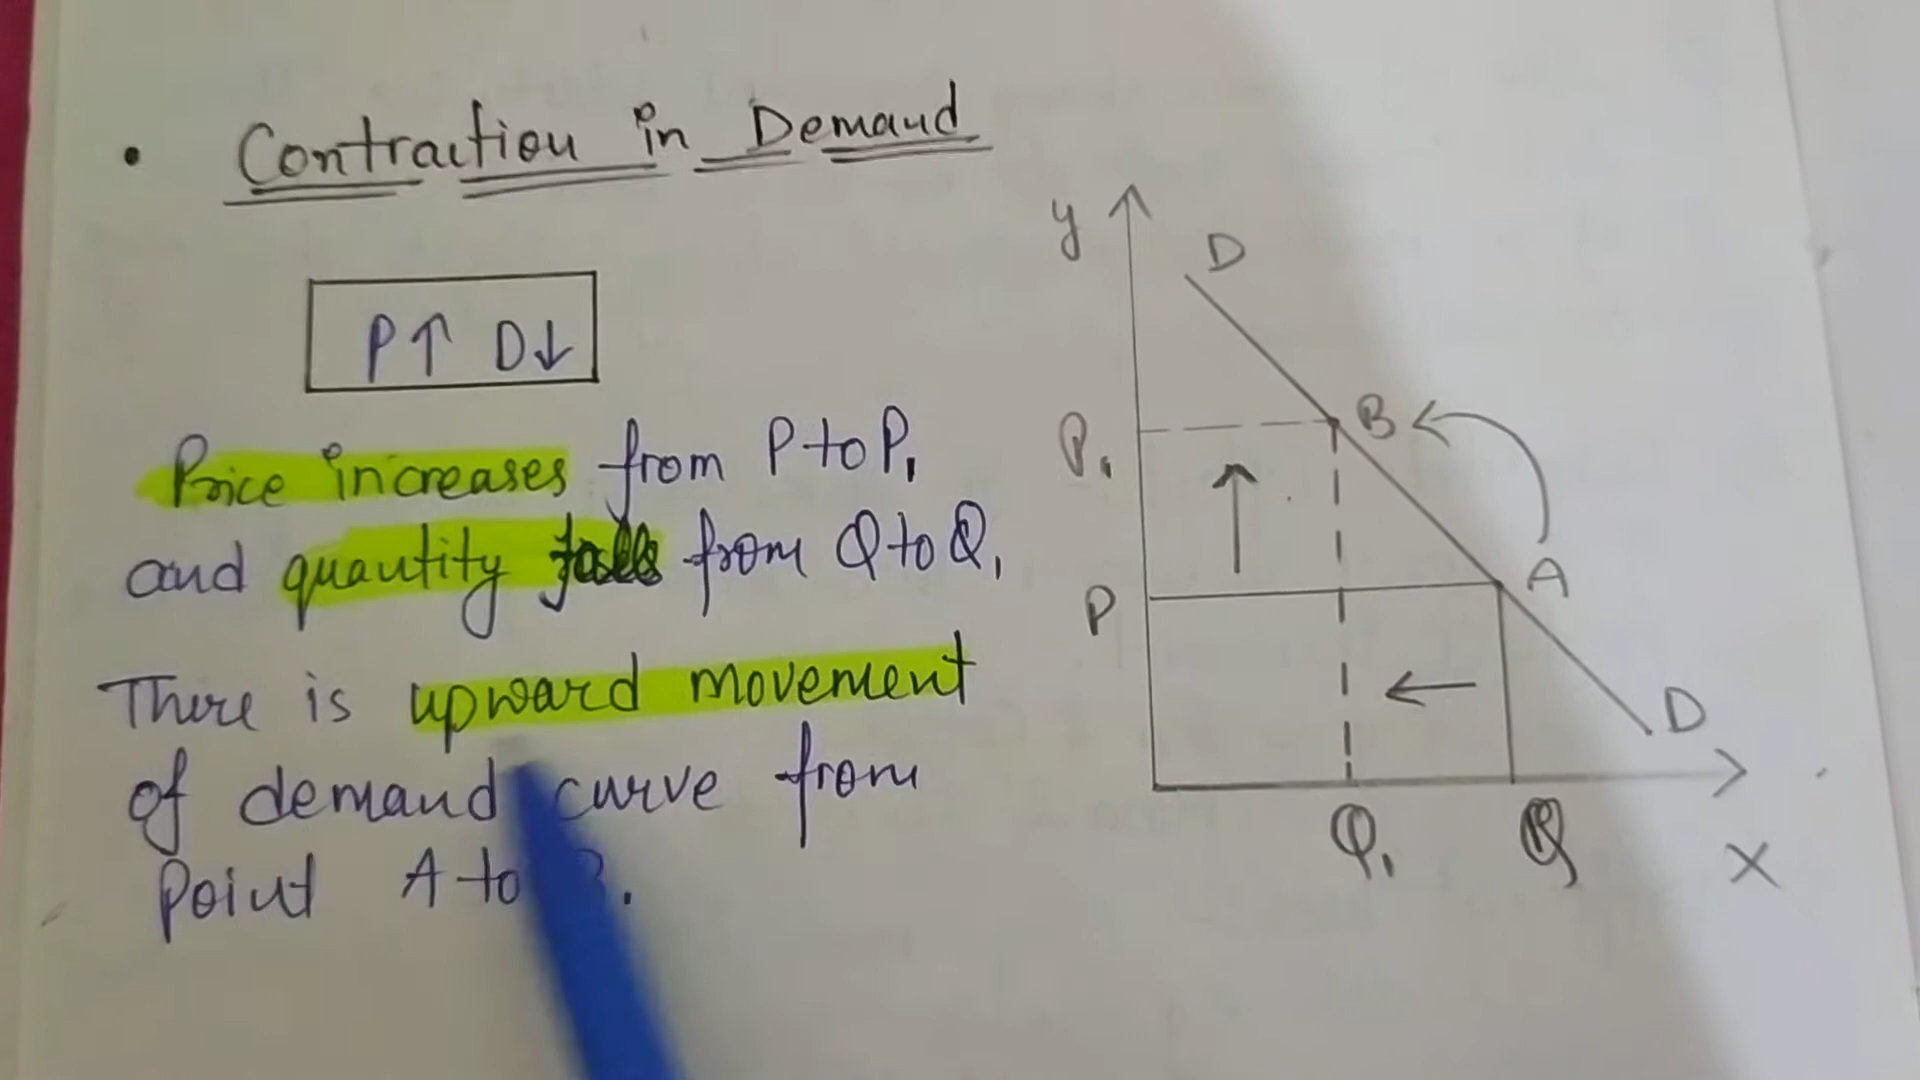 • Contraction in Demand
P↑ D↓
Price increases from P to P₁
and quantity falls from Q to Q₁
There is upward movement
of demand curve from
point A to .
y
D
P₁
B
A
P
D
Q₁
Q
X